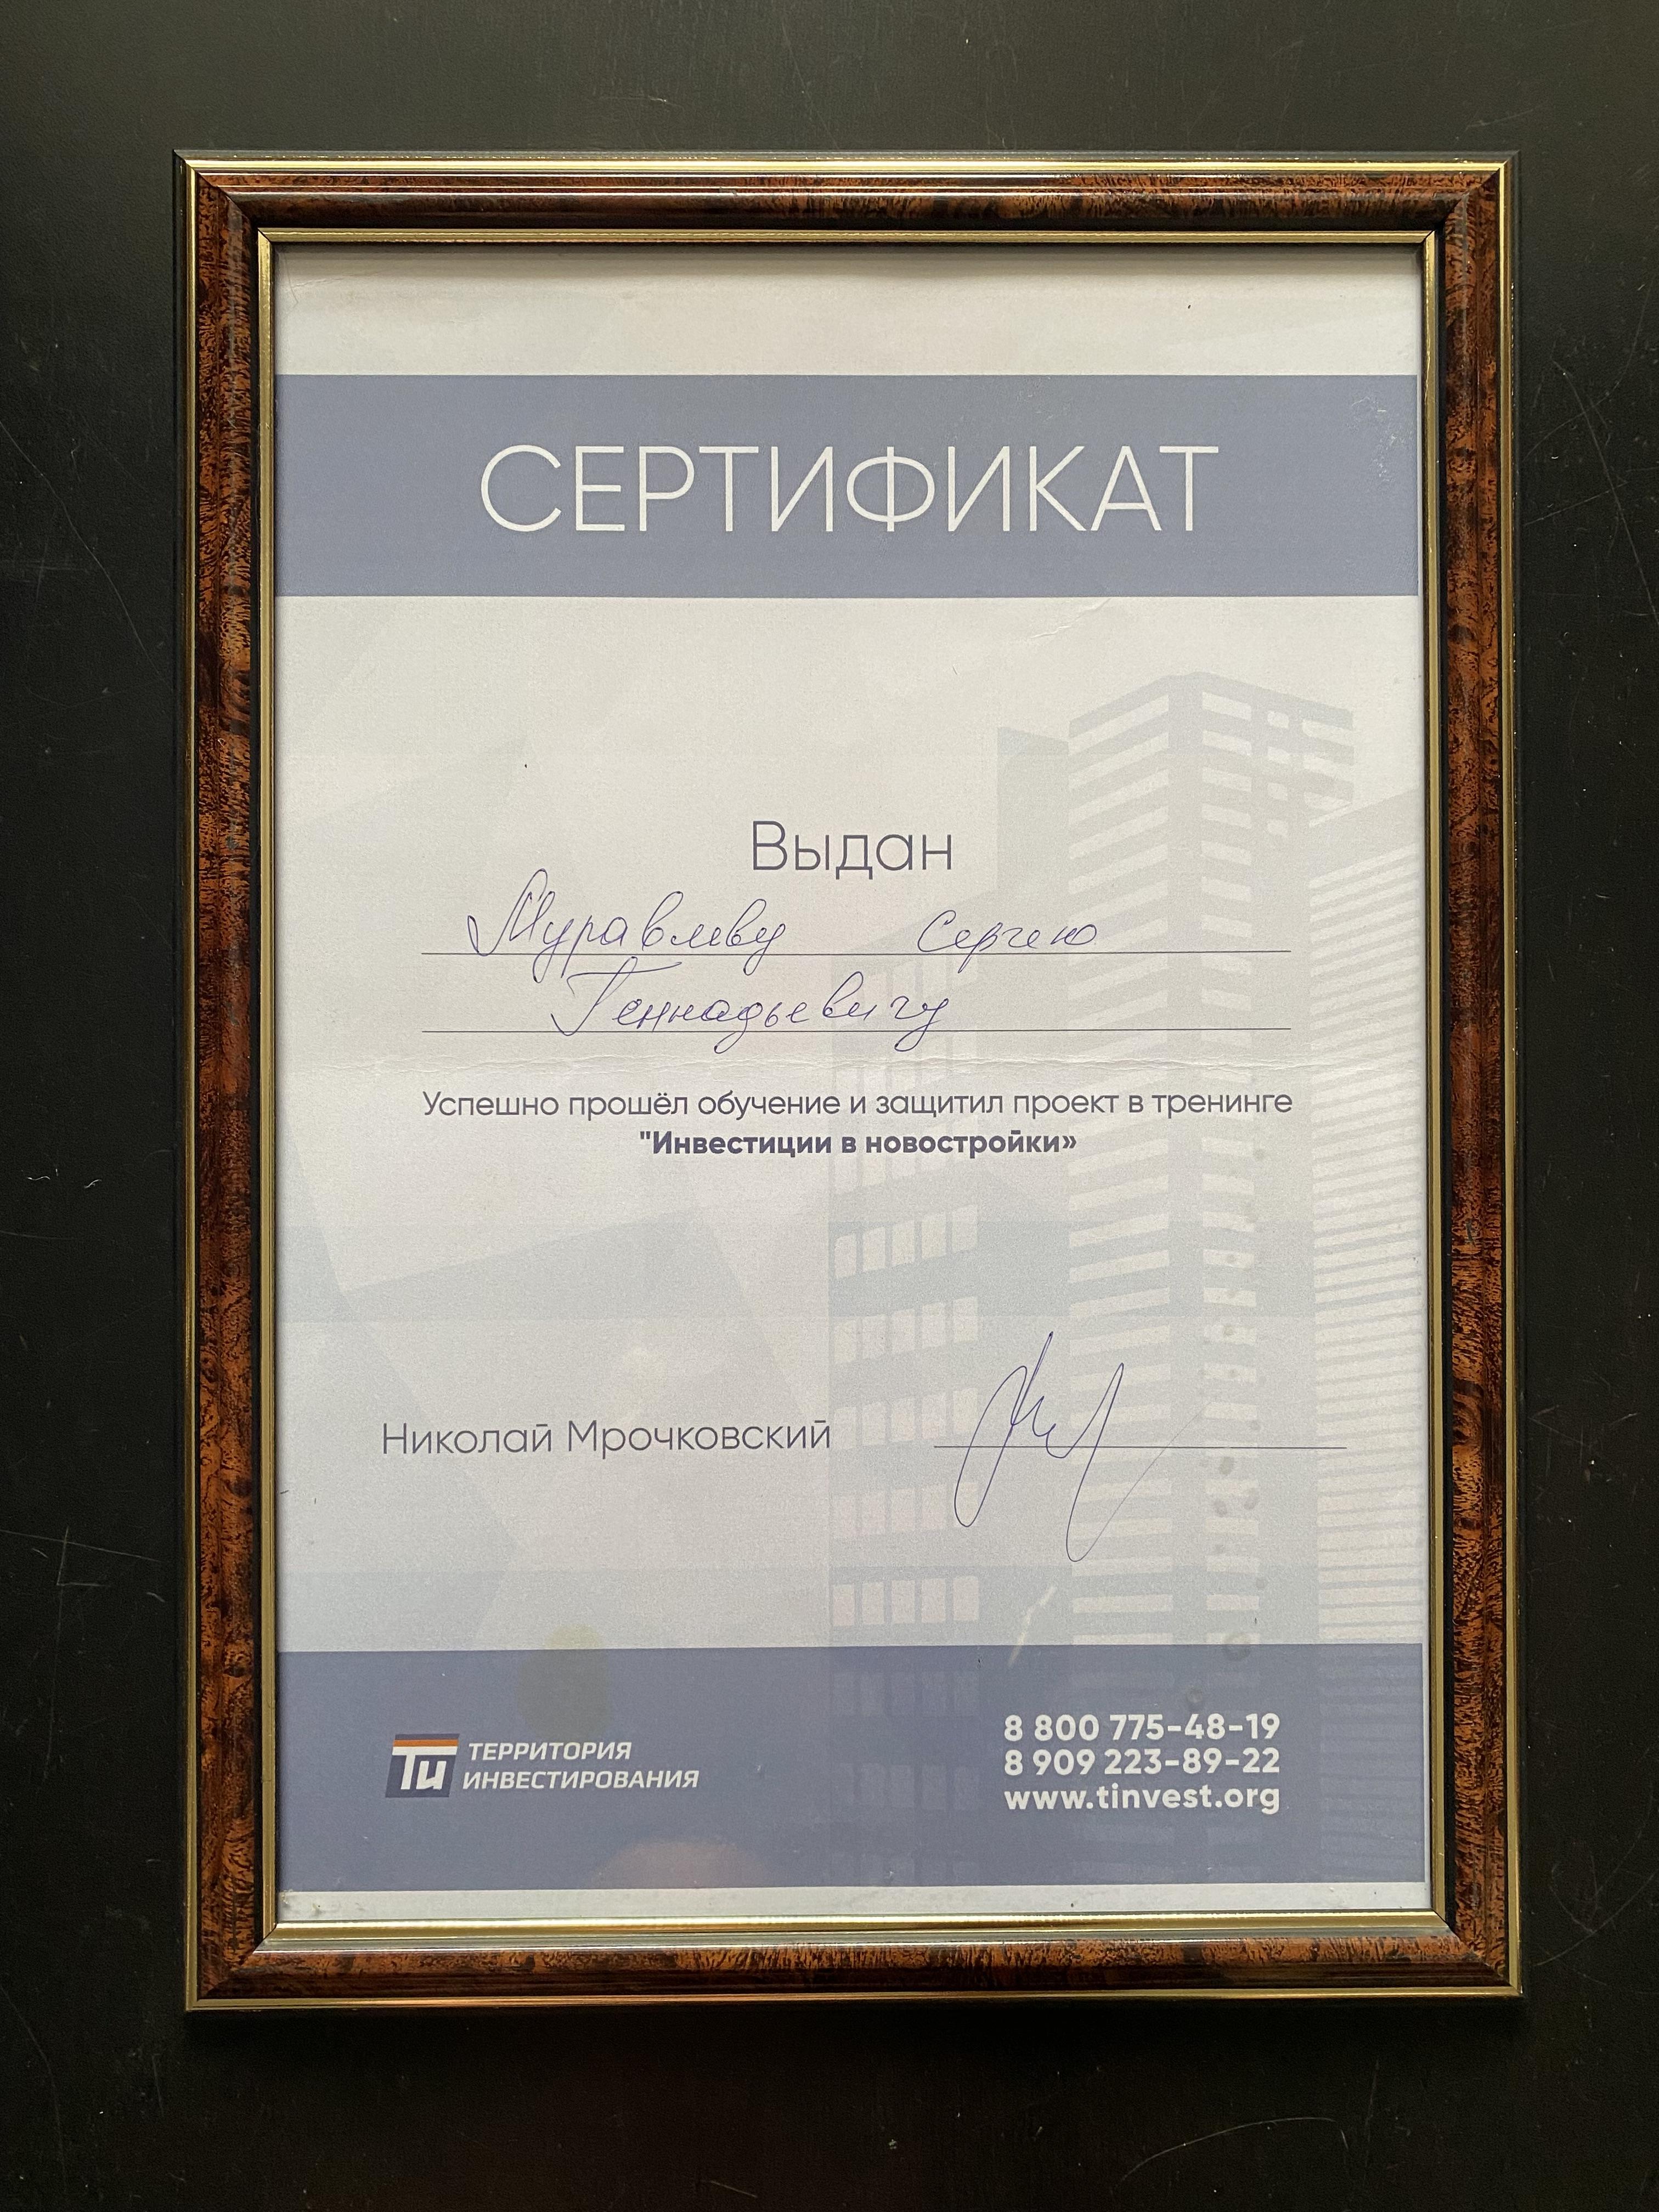 СЕРТИФИКАТ
Выдан
Муравлеву Сергею
Геннадьевичу
Успешно прошёл обучение и защитил проект в тренинге
"Инвестиции в новостройки»
Николай Мрочковский
Ти ТЕРРИТОРИЯ
ИНВЕСТИРОВАНИЯ
8 800 775-48-19
8 909 223-89-22
www.tinvest.org